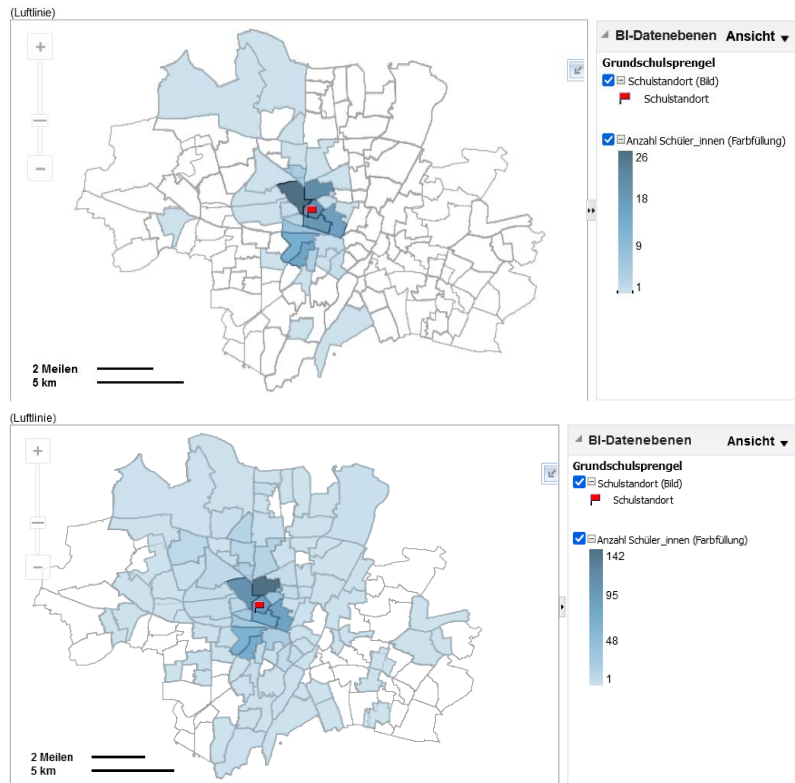 (Luftlinie)
BI-Datenebenen Ansicht
Grundschulsprengel
Schulstandort (Bild)
Schulstandort
Anzahl Schüler_innen (Farbfüllung)
26
18
9
1
2 Meilen
5 km
(Luftlinie)
BI-Datenebenen Ansicht
Grundschulsprengel
Schulstandort (Bild)
Schulstandort
Anzahl Schüler_innen (Farbfüllung)
142
95
48
1
2 Meilen
5 km